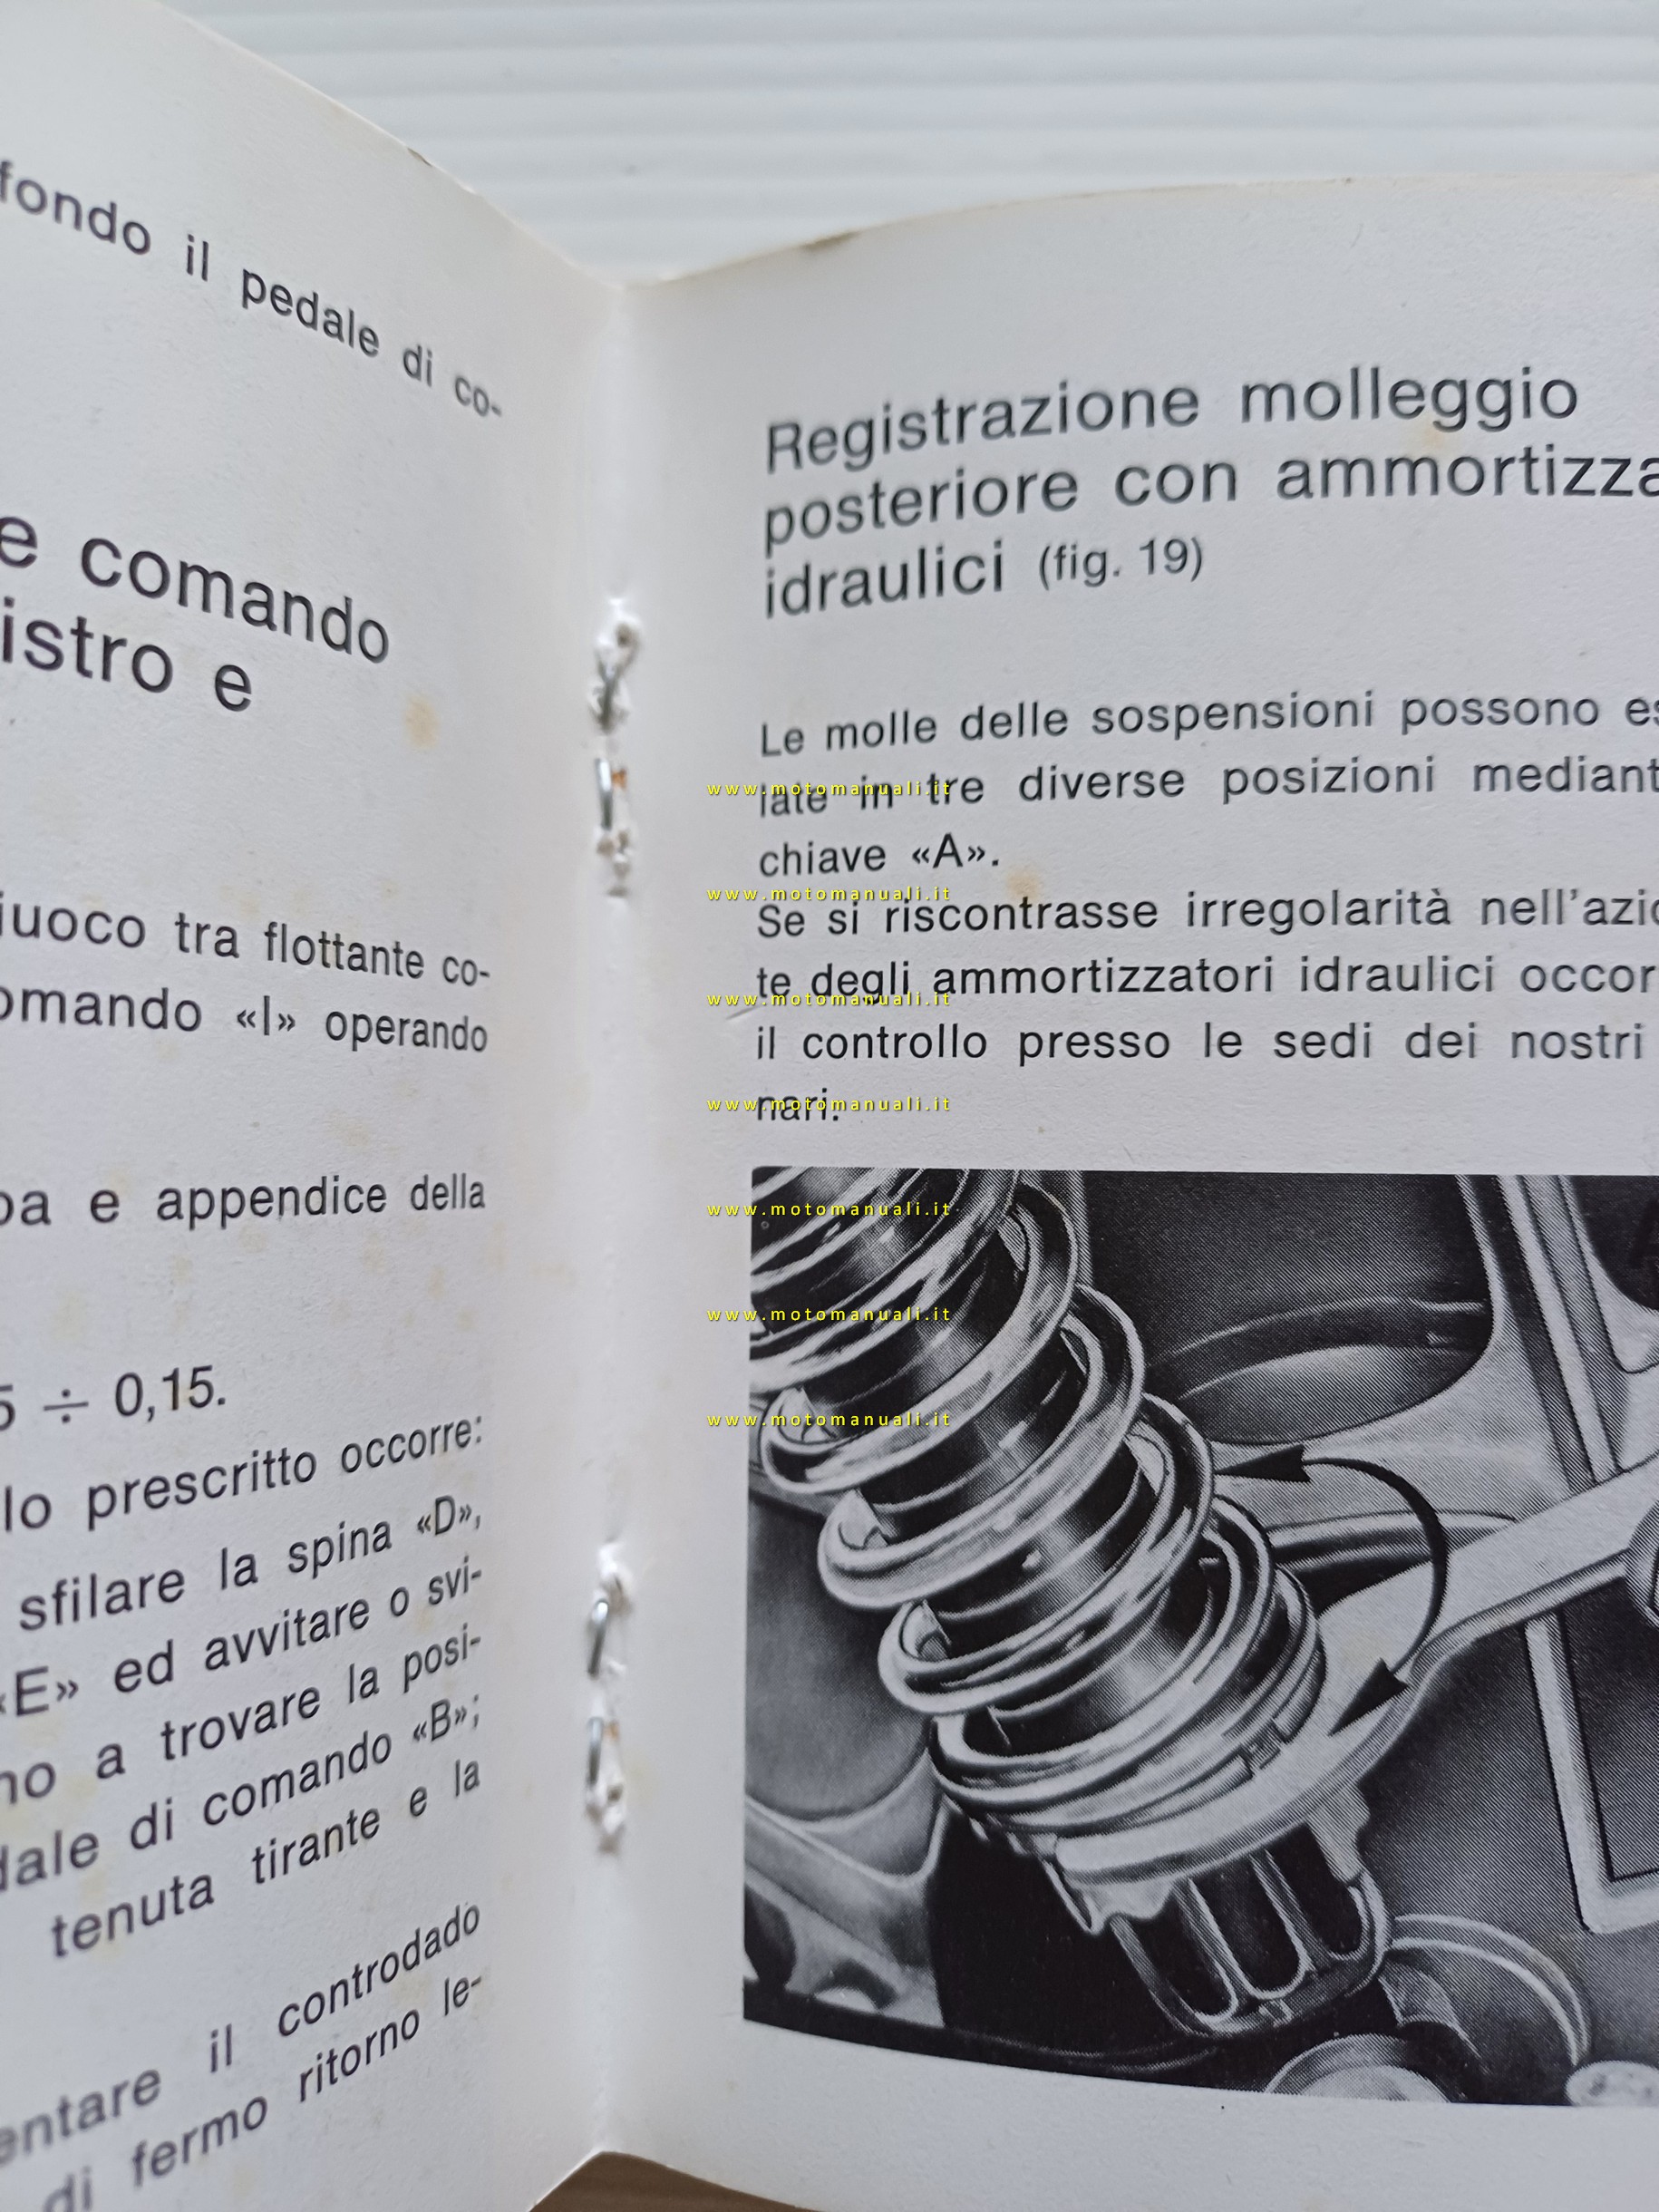 fondo il pedale di co-
e comando
istro e
iuoco tra flottante co-
omando «I» operando
pa e appendice della
5 ÷ 0,15.
lo prescritto occorre:
sfilare la spina «D»,
«E» ed avvitare o svi-
no a trovare la posi-
dale di comando «B»;
tenuta tirante e la
entare il controdado
di fermo ritorno le-
Registrazione molleggio
posteriore con ammortizza
idraulici (fig. 19)
Le molle delle sospensioni possono es
late in tre diverse posizioni mediant
chiave «A».
Se si riscontrasse irregolarità nell'azio
te degli ammortizzatori idraulici occor
il controllo presso le sedi dei nostri
nari.
www.motomanuali.it
www.motomanuali.it
www.motomanuali.it
www.motomanuali.it
www.motomanuali.it
www.motomanuali.it
www.motomanuali.it